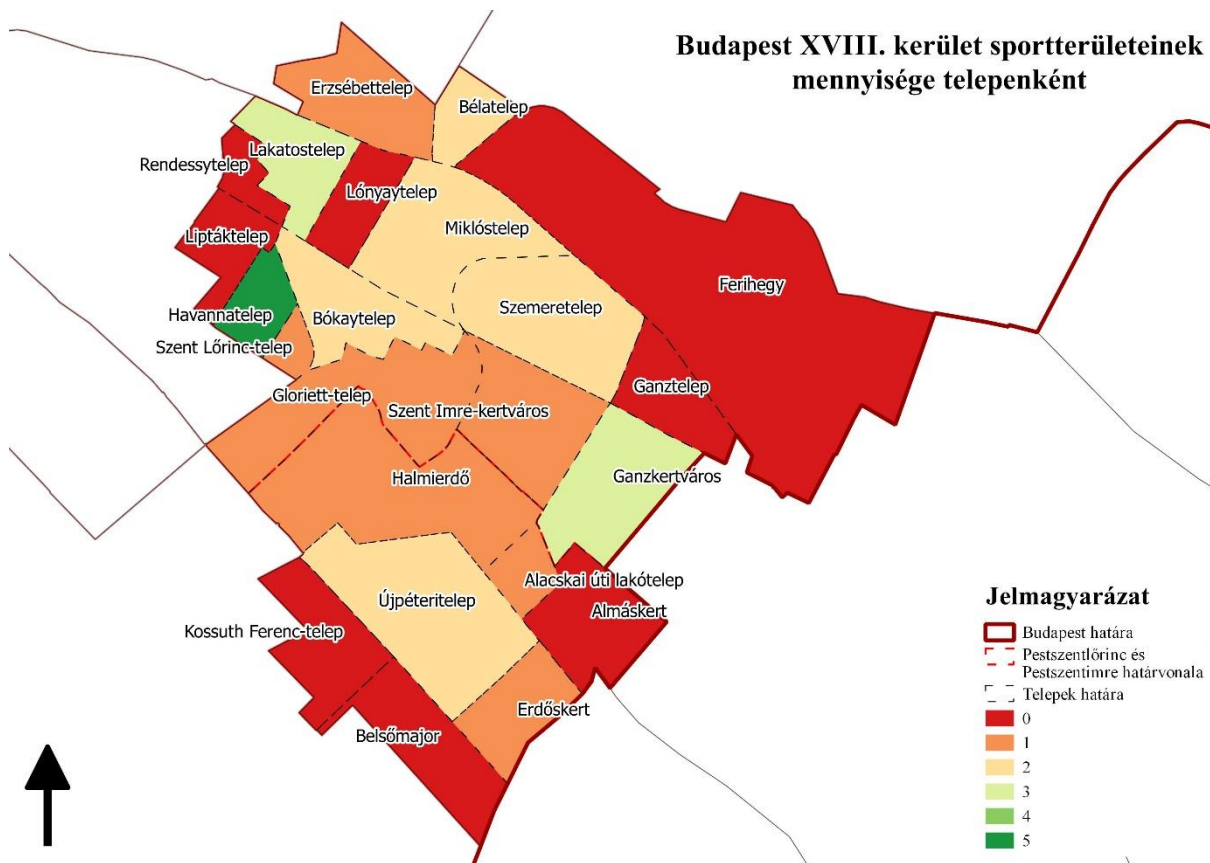 Budapest XVIII. kerület sportterületeinek
mennyisége telepenként
Erzsébettelep
Bélatelep
Lakatostelep
Rendessytelep
Lónyaytelep
Miklóstelep
Liptáktelep
Ferihegy
Szemeretelep
Havannatelep
Bókaytelep
Szent Lőrinc-telep
Ganztelep
Gloriett-telep
Szent Imre-kertváros
Halmierdő
Ganzkertváros
Alacskai úti lakótelep
Újpéteritelep
Almáskert
Kossuth Ferenc-telep
Erdőskert
Belsőmajor
Jelmagyarázat
Budapest határa
Pestszentlőrinc és
Pestszentimre határvonala
Telepek határa
0
1
2
3
4
5